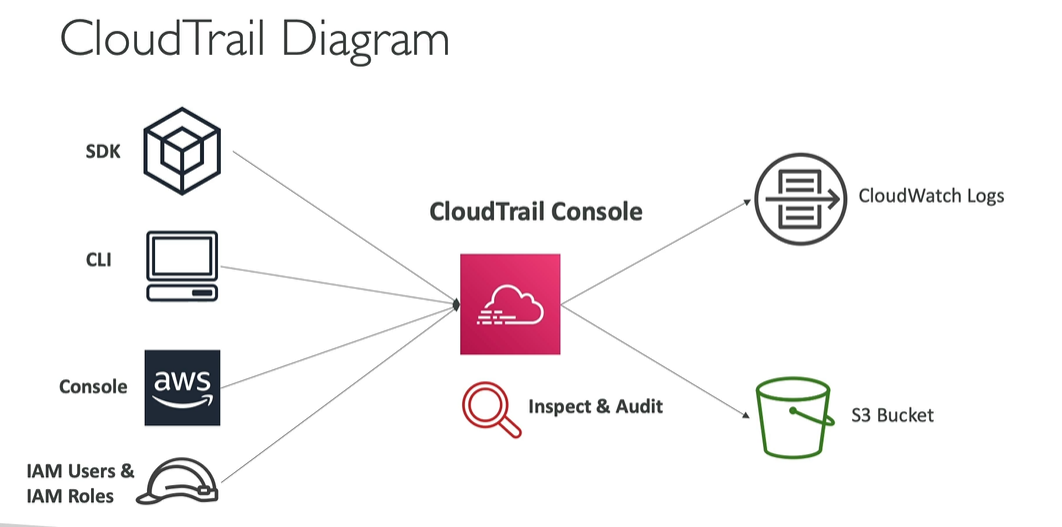 CloudTrail Diagram
SDK
CLI
Console
aws
IAM Users &
IAM Roles
CloudTrail Console
Inspect & Audit
CloudWatch Logs
S3 Bucket